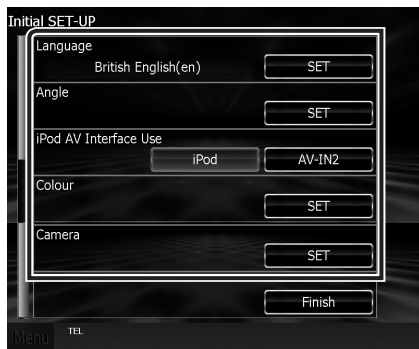 Initial SET-UP
Language
British English(en) SET
Angle
SET
iPod AV Interface Use
iPod AV-IN2
Colour
SET
Camera
SET
Finish
Menu TEL